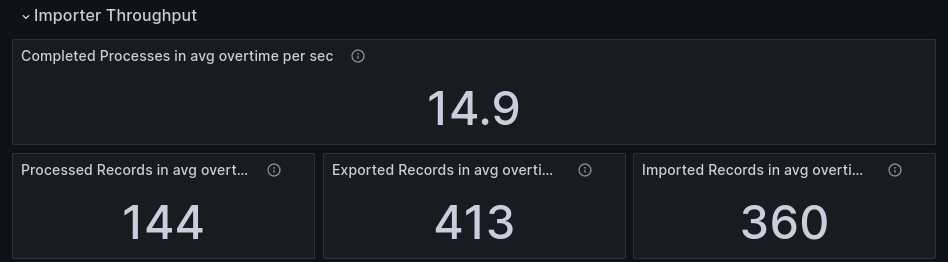 Importer Throughput
Completed Processes in avg overtime per sec
14.9
Processed Records in avg overt...
Exported Records in avg overti...
Imported Records in avg overti...
144
413
360